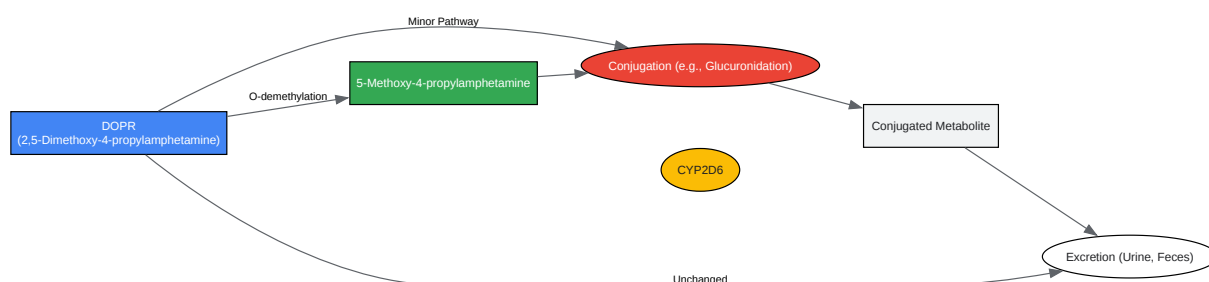 Minor Pathway
Conjugation (e.g., Glucuronidation)
5-Methoxy-4-propylamphetamine
O-demethylation
DOPR
(2,5-Dimethoxy-4-propylamphetamine)
Conjugated Metabolite
CYP2D6
Excretion (Urine, Feces)
Unchanged